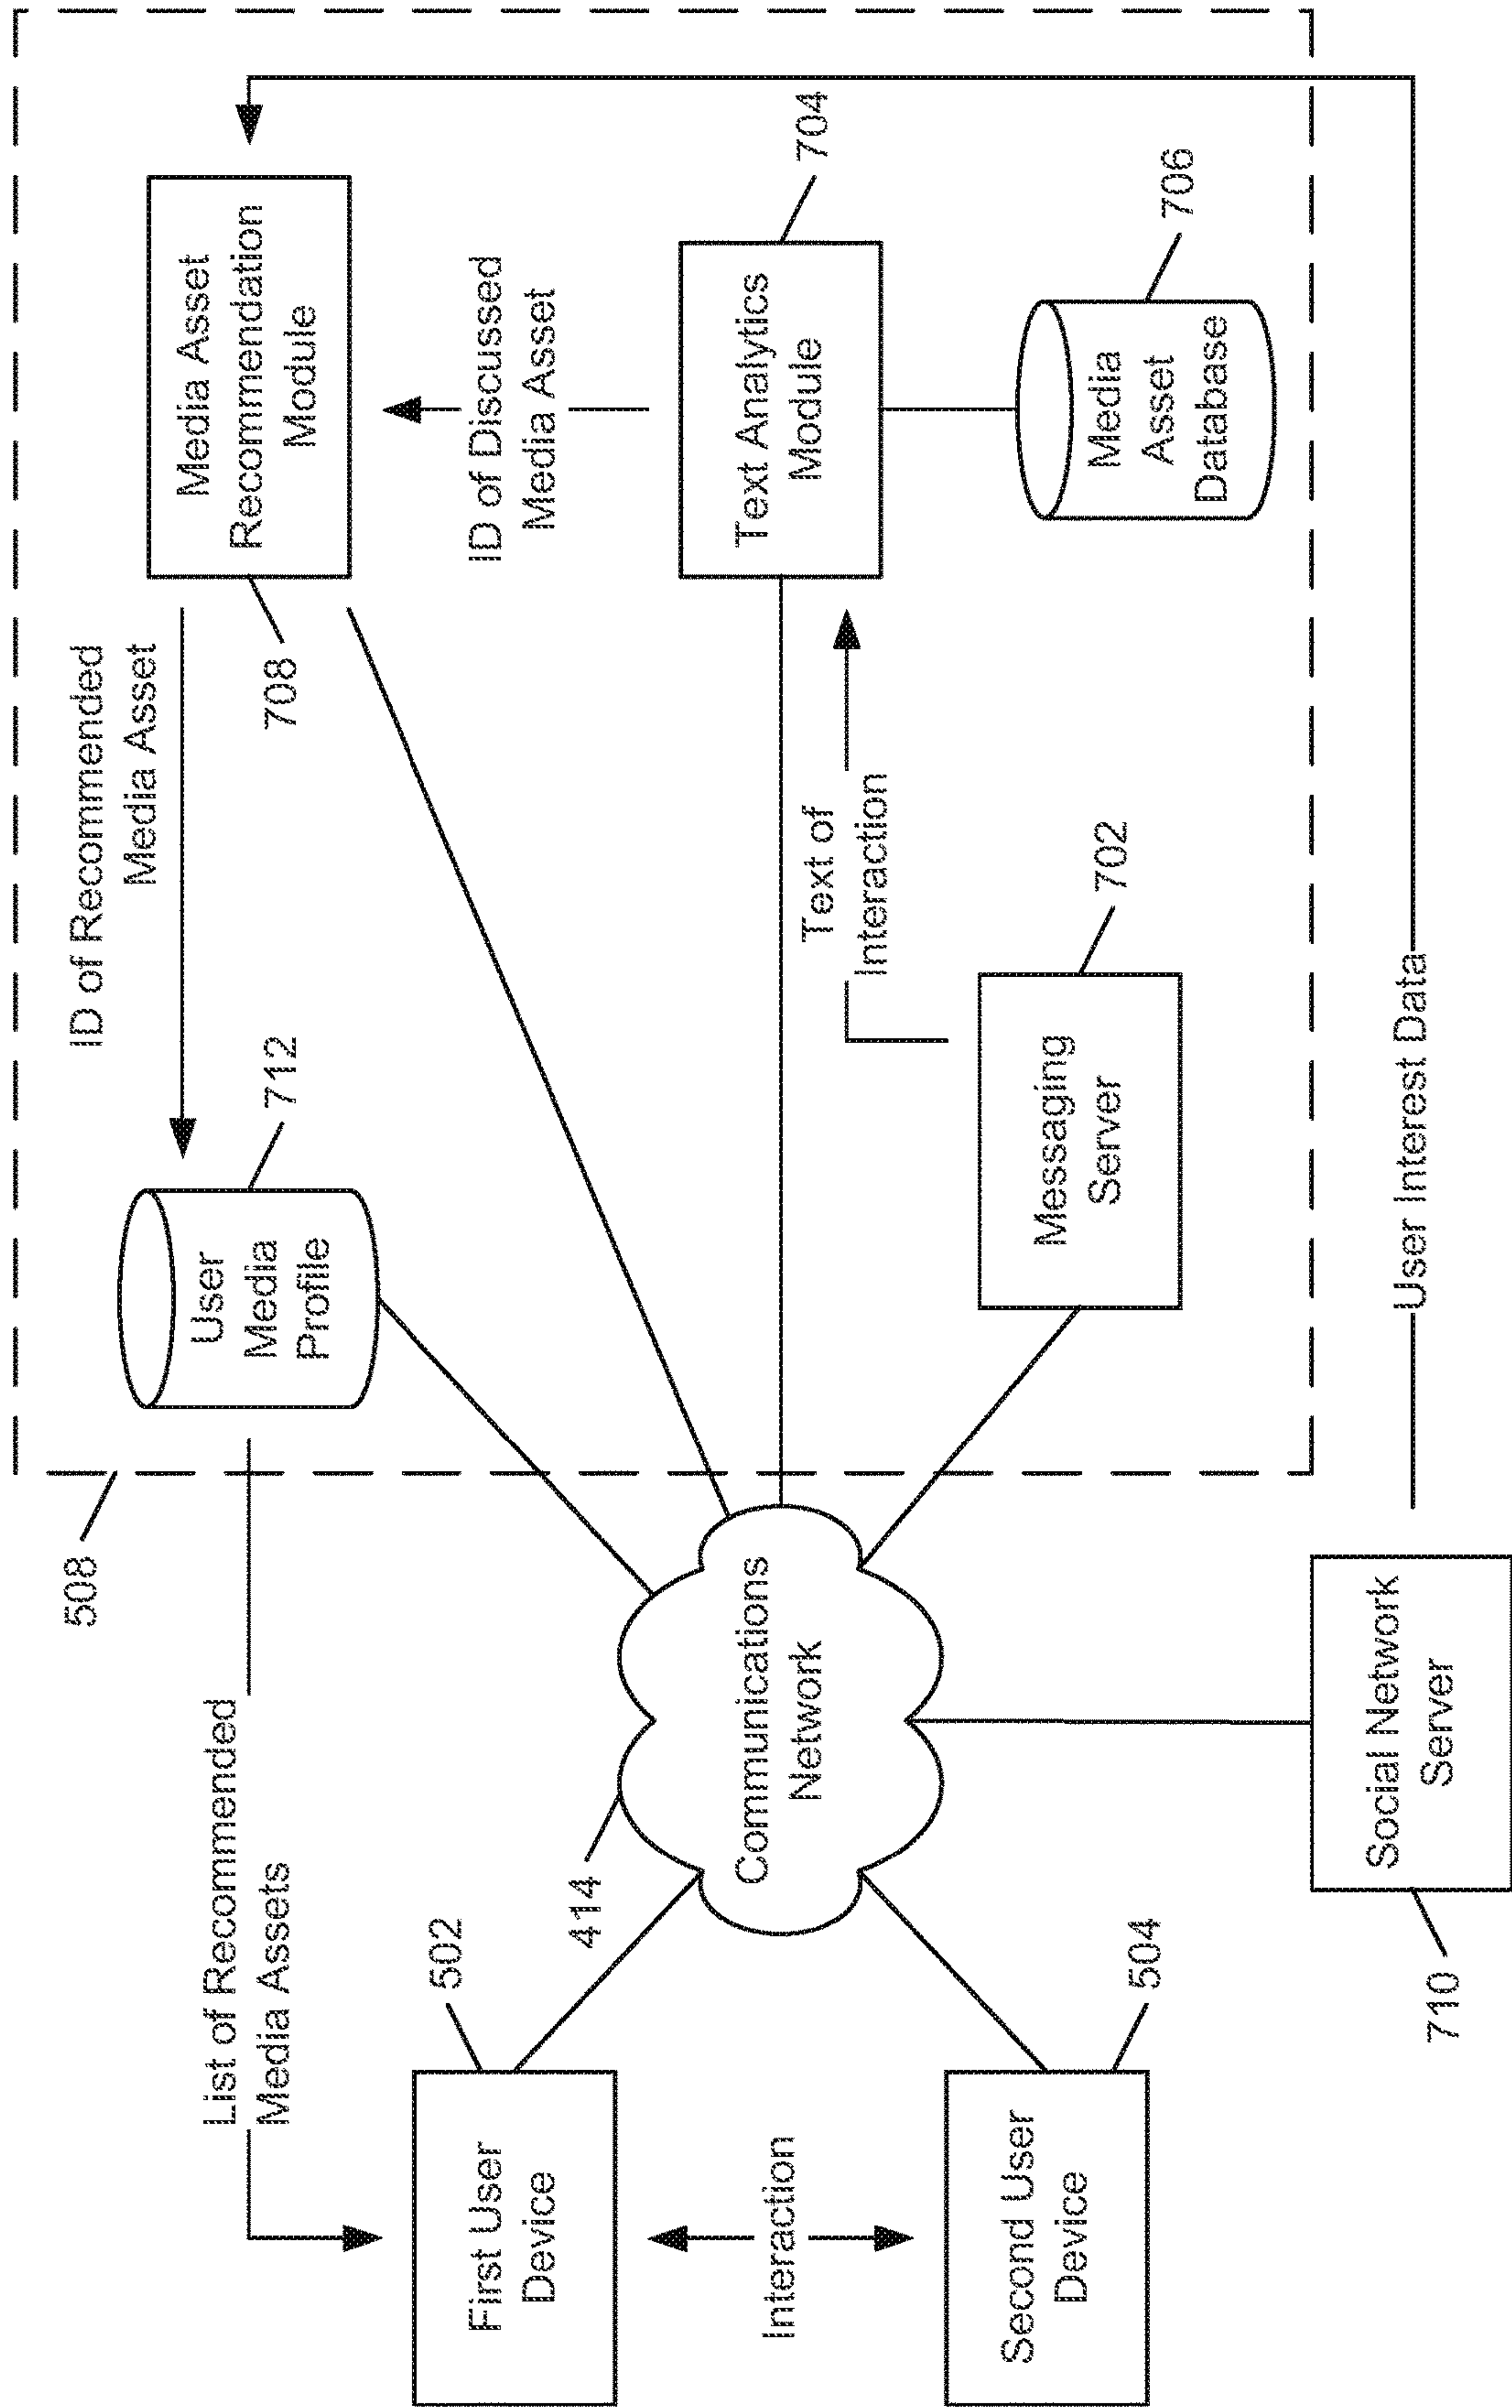 List of Recommended
Media Assets
508
ID of Recommended
Media Asset
User
Media
Profile
712
708
Media Asset
Recommendation
Module
First User
Device
502
414
Communications
Network
ID of Discussed
Media Asset
Interaction
Text of
Interaction
Text Analytics
Module
704
Second User
Device
504
Messaging
Server
702
Media
Asset
Database
706
Social Network
Server
710
User Interest Data